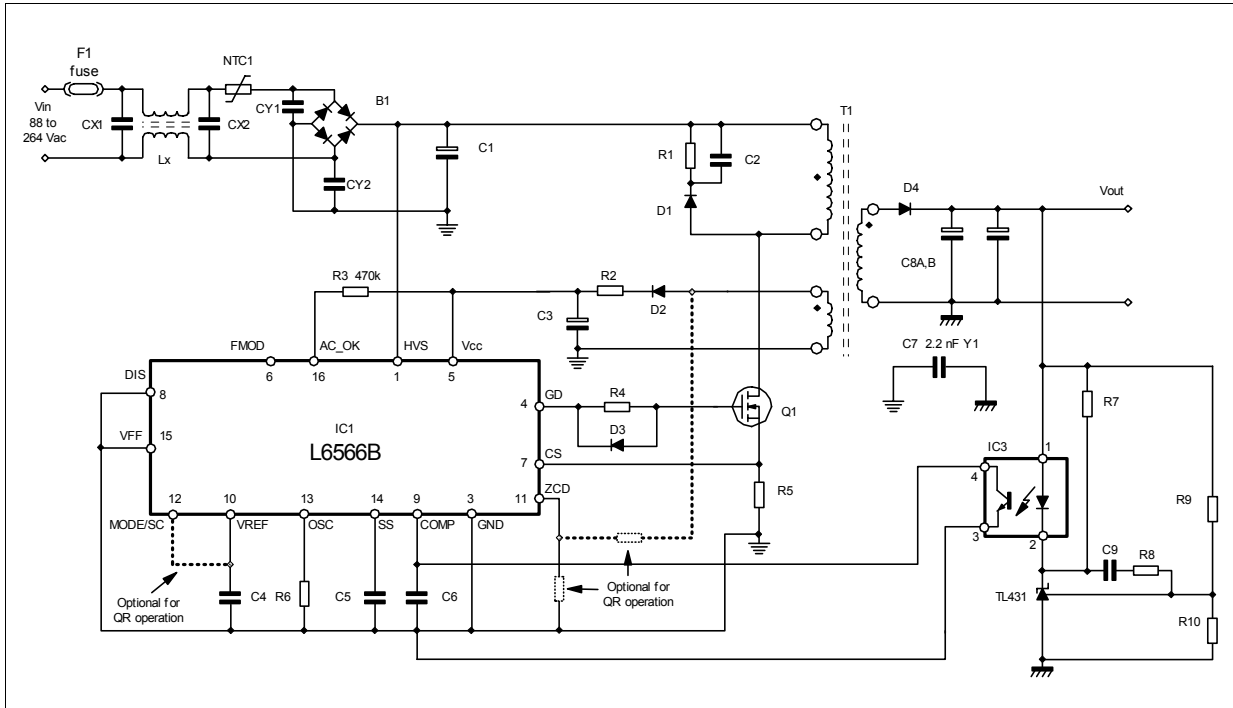 F1
fuse
NTC1
Vin
88 to
264 Vac
CX1
Lx
CX2
CY1
B1
CY2
C1
R1
C2
D1
T1
D4
Vout
C8A,B
R3 470k
R2
D2
C3
C7 2.2 nF Y1
FMOD
AC_OK
HVS
Vcc
6
16
1
5
DIS
8
VFF
15
IC1
L6566B
4
GD
R4
D3
Q1
7
CS
11
ZCD
R5
12
10
13
14
9
3
MODE/SC
VREF
OSC
SS
COMP
GND
Optional for
QR operation
C4
R6
C5
C6
Optional for
QR operation
IC3
1
4
3
2
R7
R9
C9
R8
TL431
R10